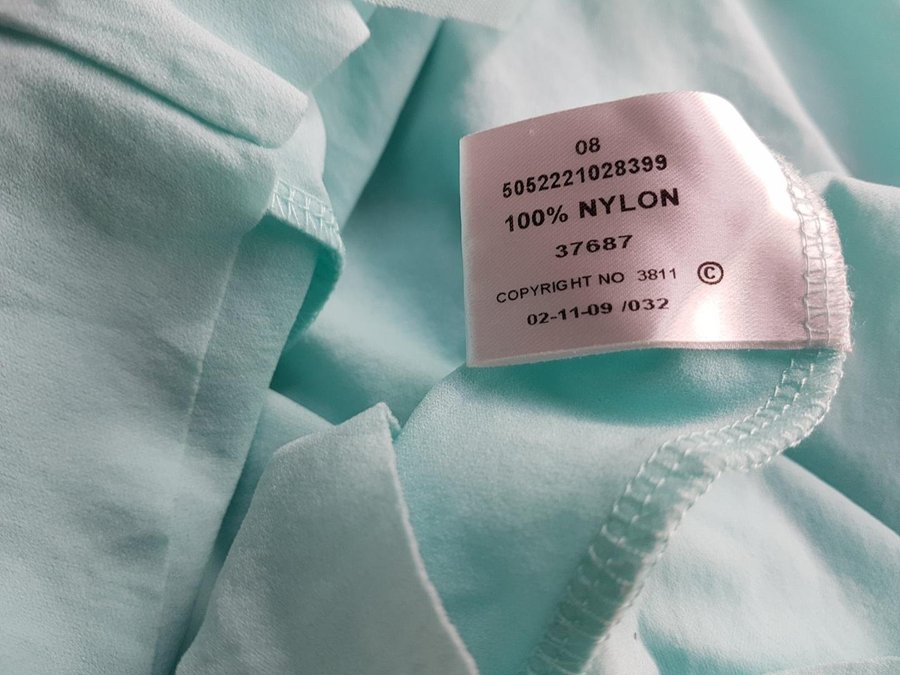 08
5052221028399
100% NYLON
37687
COPYRIGHT NO 3811 ©
02-11-09 /032